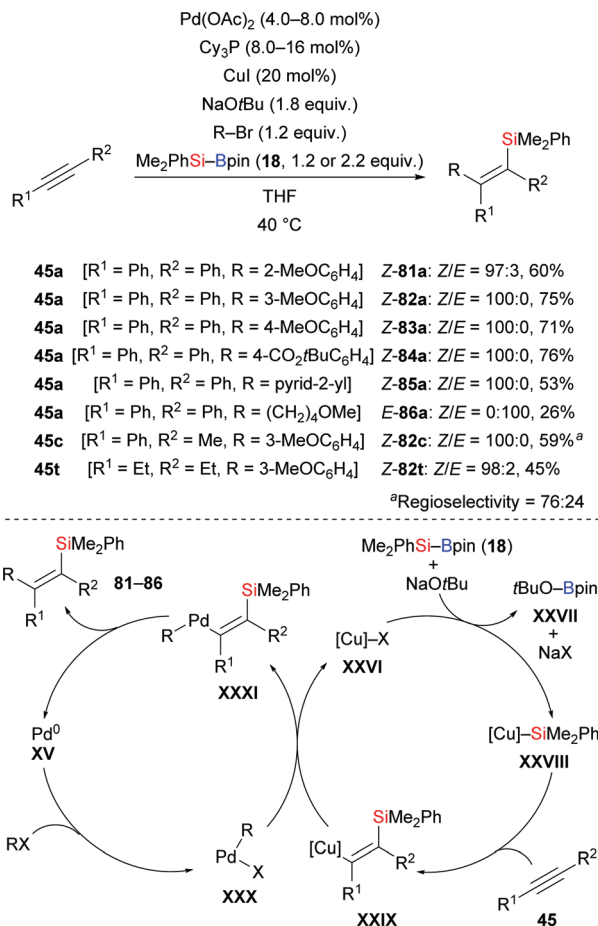 Pd(OAc)2 (4.0–8.0 mol%)
Cy3P (8.0–16 mol%)
CuI (20 mol%)
NaOtBu (1.8 equiv.)
R–Br (1.2 equiv.)
Me2PhSi–Bpin (18, 1.2 or 2.2 equiv.)
THF
40 °C
R1
R2
R
R1
SiMe2Ph
R2
45a [R1 = Ph, R2 = Ph, R = 2-MeOC6H4] Z-81a: Z/E = 97:3, 60%
45a [R1 = Ph, R2 = Ph, R = 3-MeOC6H4] Z-82a: Z/E = 100:0, 75%
45a [R1 = Ph, R2 = Ph, R = 4-MeOC6H4] Z-83a: Z/E = 100:0, 71%
45a [R1 = Ph, R2 = Ph, R = 4-CO2tBuC6H4] Z-84a: Z/E = 100:0, 76%
45a [R1 = Ph, R2 = Ph, R = pyrid-2-yl] Z-85a: Z/E = 100:0, 53%
45a [R1 = Ph, R2 = Ph, R = (CH2)4OMe] E-86a: Z/E = 0:100, 26%
45c [R1 = Ph, R2 = Me, R = 3-MeOC6H4] Z-82c: Z/E = 100:0, 59%a
45t [R1 = Et, R2 = Et, R = 3-MeOC6H4] Z-82t: Z/E = 98:2, 45%
aRegioselectivity = 76:24
SiMe2Ph
R
R2
R1
81–86
R
Pd
SiMe2Ph
R2
R1
XXXI
Me2PhSi–Bpin (18)
+
NaOtBu
tBuO–Bpin
XXVII
+
NaX
[Cu]–X
XXVI
[Cu]–SiMe2Ph
XXVIII
Pd0
XV
RX
R
Pd
X
XXX
SiMe2Ph
[Cu]
R2
R1
XXIX
R1
R2
45